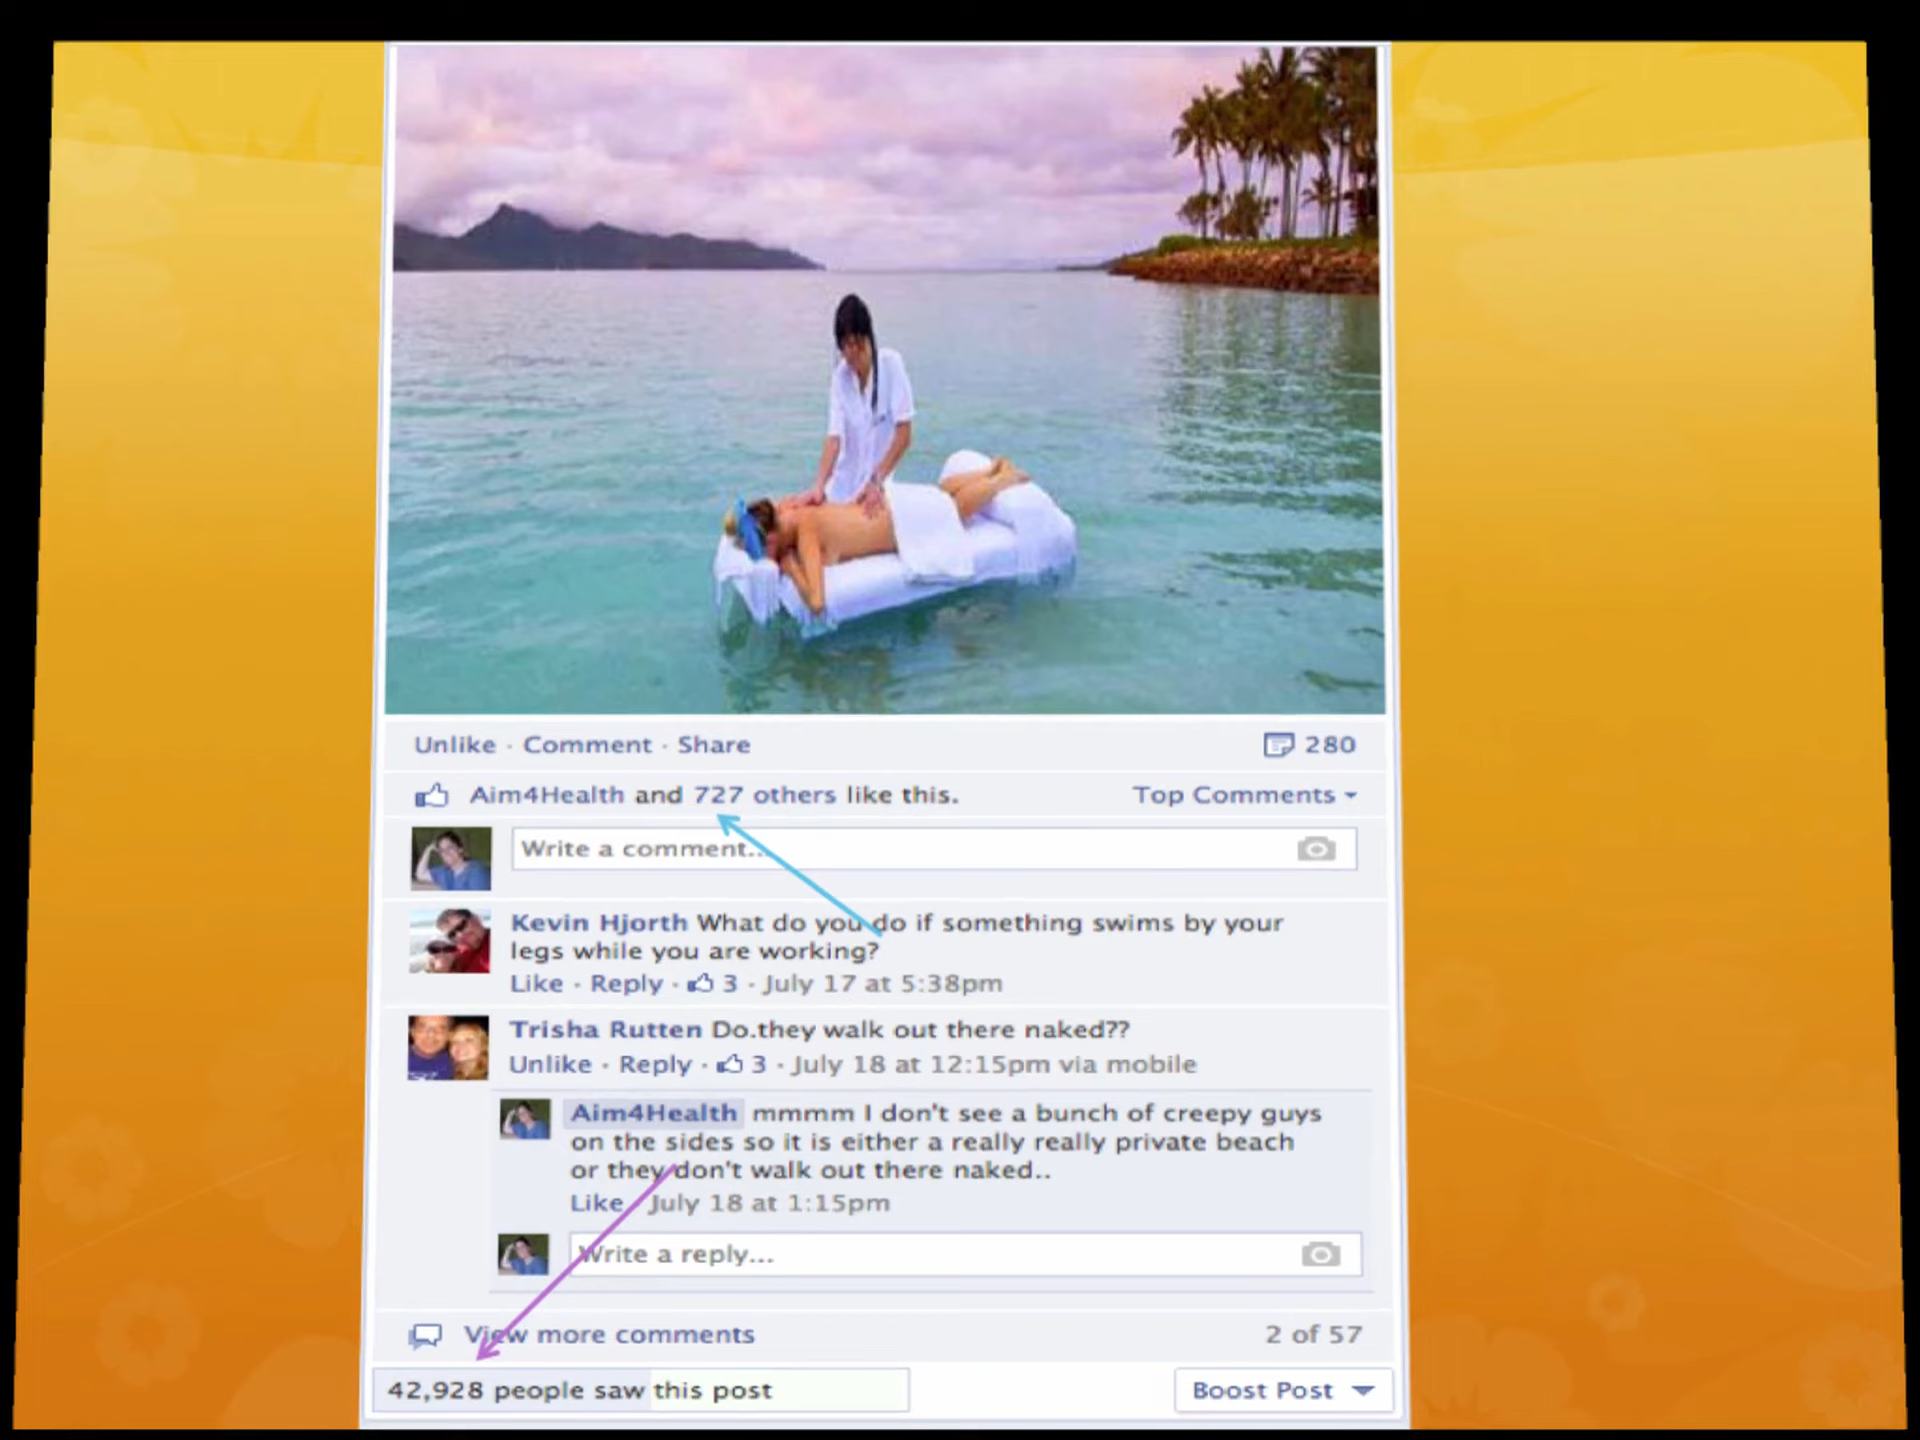 Unlike · Comment · Share 280
Aim4Health and 727 others like this. Top Comments
Write a comment...
Kevin Hjorth What do you do if something swims by your
legs while you are working?
Like · Reply · 3 · July 17 at 5:38pm
Trisha Rutten Do.they walk out there naked??
Unlike · Reply · 3 · July 18 at 12:15pm via mobile
Aim4Health mmmm I don't see a bunch of creepy guys
on the sides so it is either a really really private beach
or they don't walk out there naked..
Like · July 18 at 1:15pm
Write a reply...
View more comments 2 of 57
42,928 people saw this post Boost Post